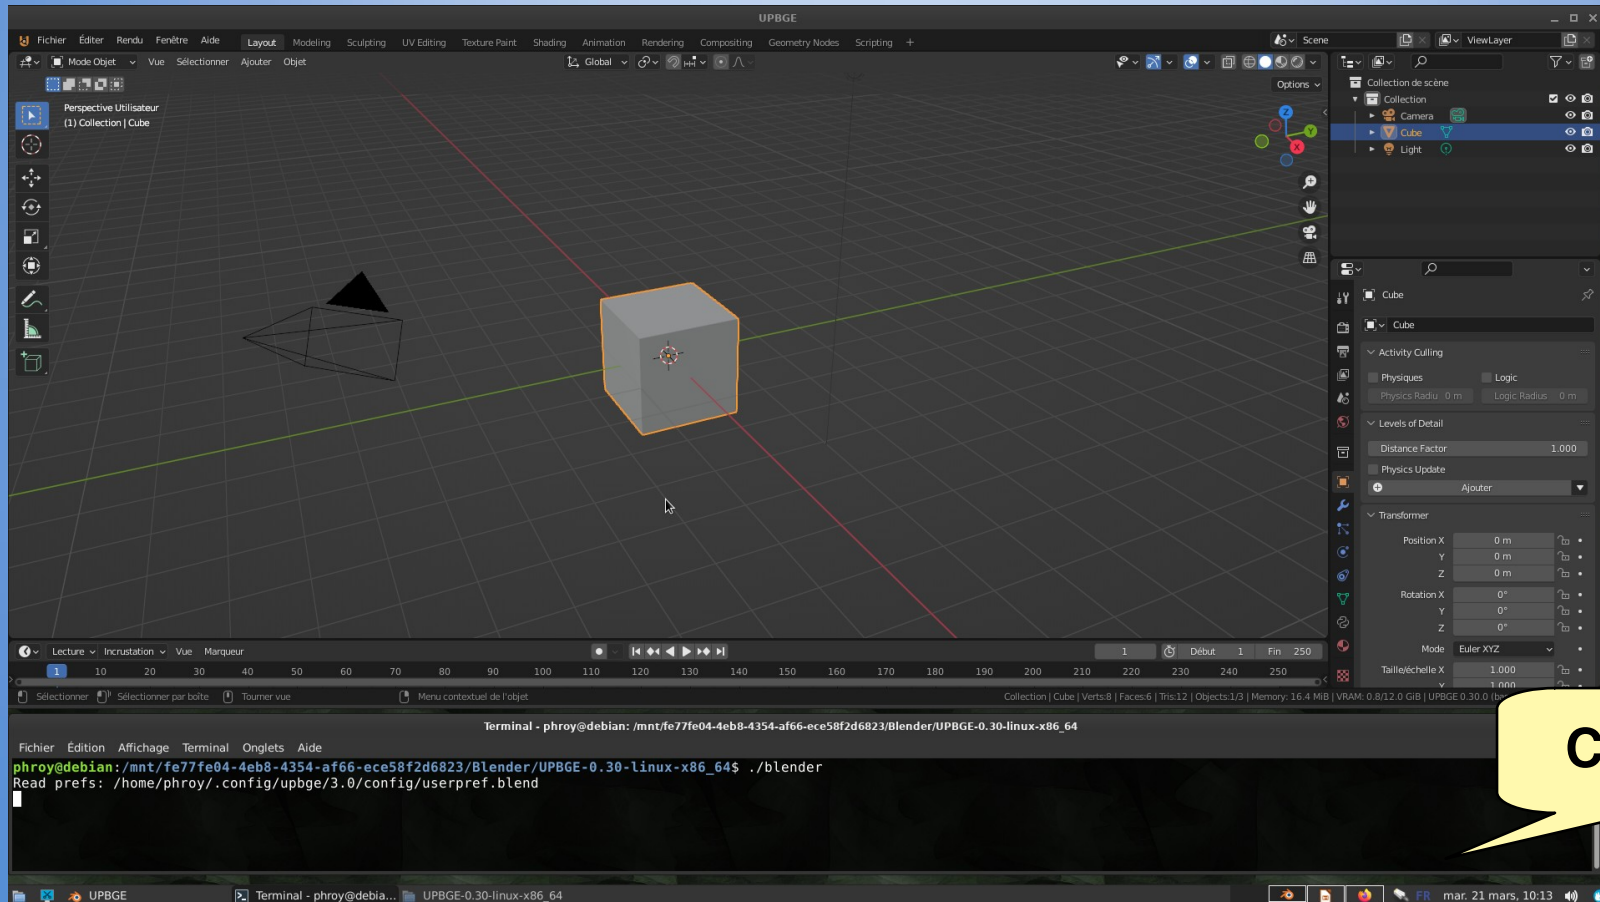 UPBGE
Fichier Éditer Rendu Fenêtre Aide Layout Modeling Sculpting UV Editing Texture Paint Shading Animation Rendering Compositing Geometry Nodes Scripting + Scene ViewLayer
Mode Objet Vue Sélectionner Ajouter Objet Global
Options
Perspective Utilisateur
(1) Collection | Cube
Z
Y
X
Collection de scène
Collection
Camera
Cube
Light
Cube
Cube
Activity Culling
Physiques Logic
Physics Radiu 0 m Logic Radius 0 m
Levels of Detail
Distance Factor 1.000
Physics Update
Ajouter
Transformer
Position X 0 m
Y 0 m
Z 0 m
Rotation X 0°
Y 0°
Z 0°
Mode Euler XYZ
Taille/échelle X 1.000
Y 1.000
Lecture Incrustation Vue Marqueur 1 Début 1 Fin 250
1 10 20 30 40 50 60 70 80 90 100 110 120 130 140 150 160 170 180 190 200 210 220 230 240 250
Sélectionner Sélectionner par boîte Tourner vue Menu contextuel de l'objet Collection | Cube | Verts:8 | Faces:6 | Tris:12 | Objects:1/3 | Memory: 16.4 MiB | VRAM: 0.8/12.0 GiB | UPBGE 0.30.0
Terminal - phroy@debian: /mnt/fe77fe04-4eb8-4354-af66-ece58f2d6823/Blender/UPBGE-0.30-linux-x86_64
Fichier Édition Affichage Terminal Onglets Aide
phroy@debian:/mnt/fe77fe04-4eb8-4354-af66-ece58f2d6823/Blender/UPBGE-0.30-linux-x86_64$ ./blender
Read prefs: /home/phroy/.config/upbge/3.0/config/userpref.blend
C
UPBGE Terminal - phroy@debia... UPBGE-0.30-linux-x86_64 FR mar. 21 mars, 10:13